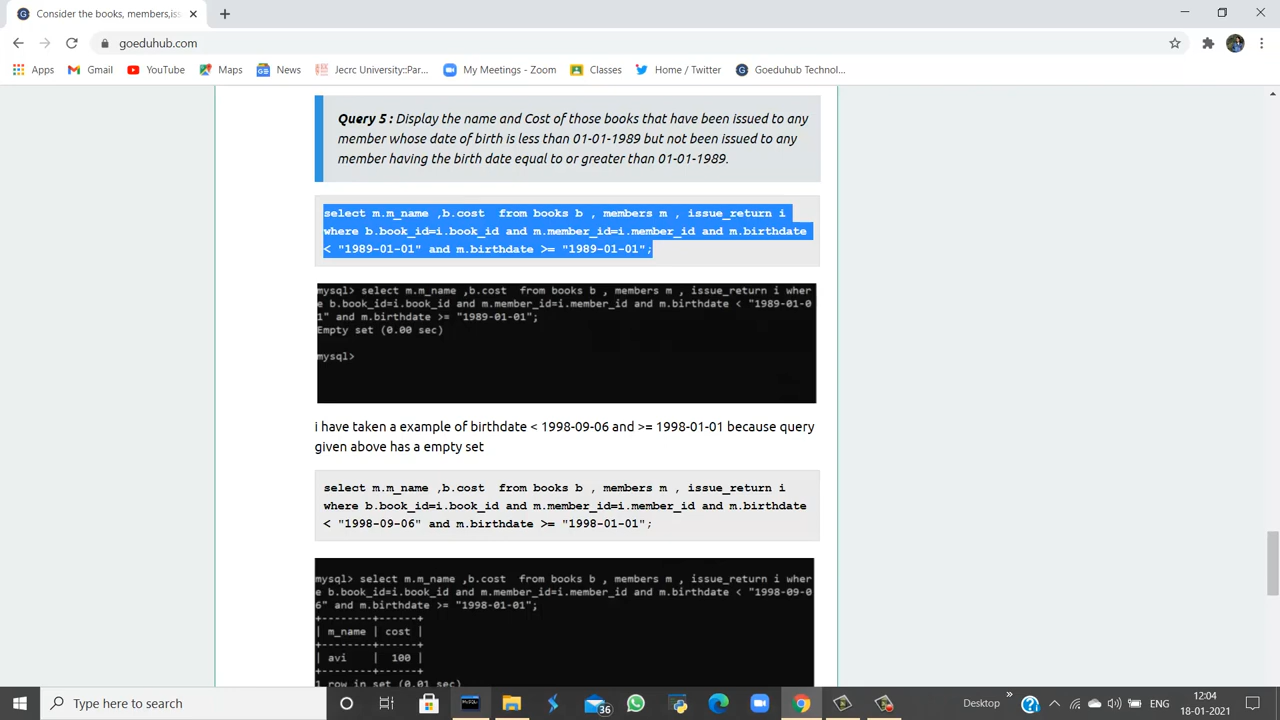 Consider the books, members,iss
goeduhub.com
Apps Gmail YouTube Maps News Jecrc University::Par... My Meetings - Zoom Classes Home / Twitter Goeduhub Technol...
Query 5 : Display the name and Cost of those books that have been issued to any
member whose date of birth is less than 01-01-1989 but not been issued to any
member having the birth date equal to or greater than 01-01-1989.
select m.m_name ,b.cost from books b , members m , issue_return i
where b.book_id=i.book_id and m.member_id=i.member_id and m.birthdate
< "1989-01-01" and m.birthdate >= "1989-01-01";
mysql> select m.m_name ,b.cost from books b , members m , issue_return i wher
e b.book_id=i.book_id and m.member_id=i.member_id and m.birthdate < "1989-01-0
1" and m.birthdate >= "1989-01-01";
Empty set (0.00 sec)
mysql>
i have taken a example of birthdate < 1998-09-06 and >= 1998-01-01 because query
given above has a empty set
select m.m_name ,b.cost from books b , members m , issue_return i
where b.book_id=i.book_id and m.member_id=i.member_id and m.birthdate
< "1998-09-06" and m.birthdate >= "1998-01-01";
mysql> select m.m_name ,b.cost from books b , members m , issue_return i wher
e b.book_id=i.book_id and m.member_id=i.member_id and m.birthdate < "1998-09-0
6" and m.birthdate >= "1998-01-01";
+--------+------+
| m_name | cost |
+--------+------+
| avi | 100 |
+--------+------+
1 row in set (0.01 sec)
Type here to search 36 Desktop » ENG 12:04
18-01-2021